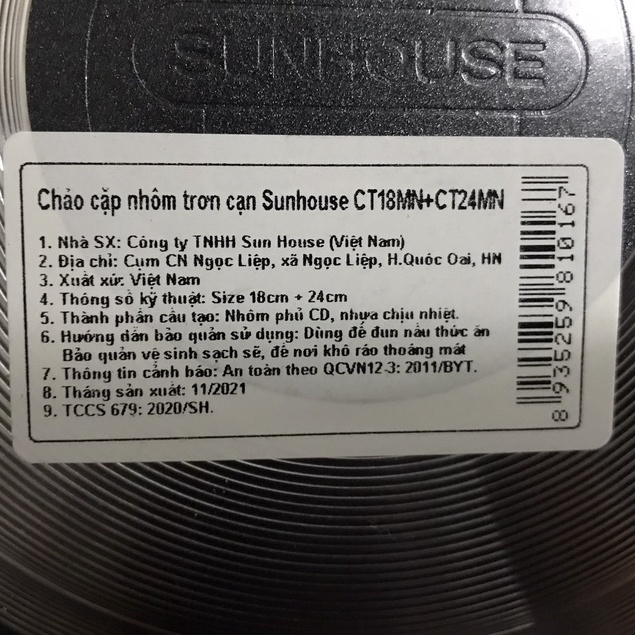 SUNHOUSE
Chảo cặp nhôm trơn cạn Sunhouse CT18MN+CT24MN
1. Nhà SX: Công ty TNHH Sun House (Việt Nam)
2. Địa chỉ: Cụm CN Ngọc Liệp, xã Ngọc Liệp, H.Quốc Oai, HN
3. Xuất xứ: Việt Nam
4. Thông số kỹ thuật: Size 18cm + 24cm
5. Thành phần cấu tạo: Nhôm phủ CD, nhựa chịu nhiệt.
6. Hướng dẫn bảo quản sử dụng: Dùng để đun nấu thức ăn
Bảo quản vệ sinh sạch sẽ, để nơi khô ráo thoáng mát
7. Thông tin cảnh báo: An toàn theo QCVN12-3: 2011/BYT.
8. Tháng sản xuất: 11/2021
9. TCCS 679: 2020/SH.
8 935259 810167